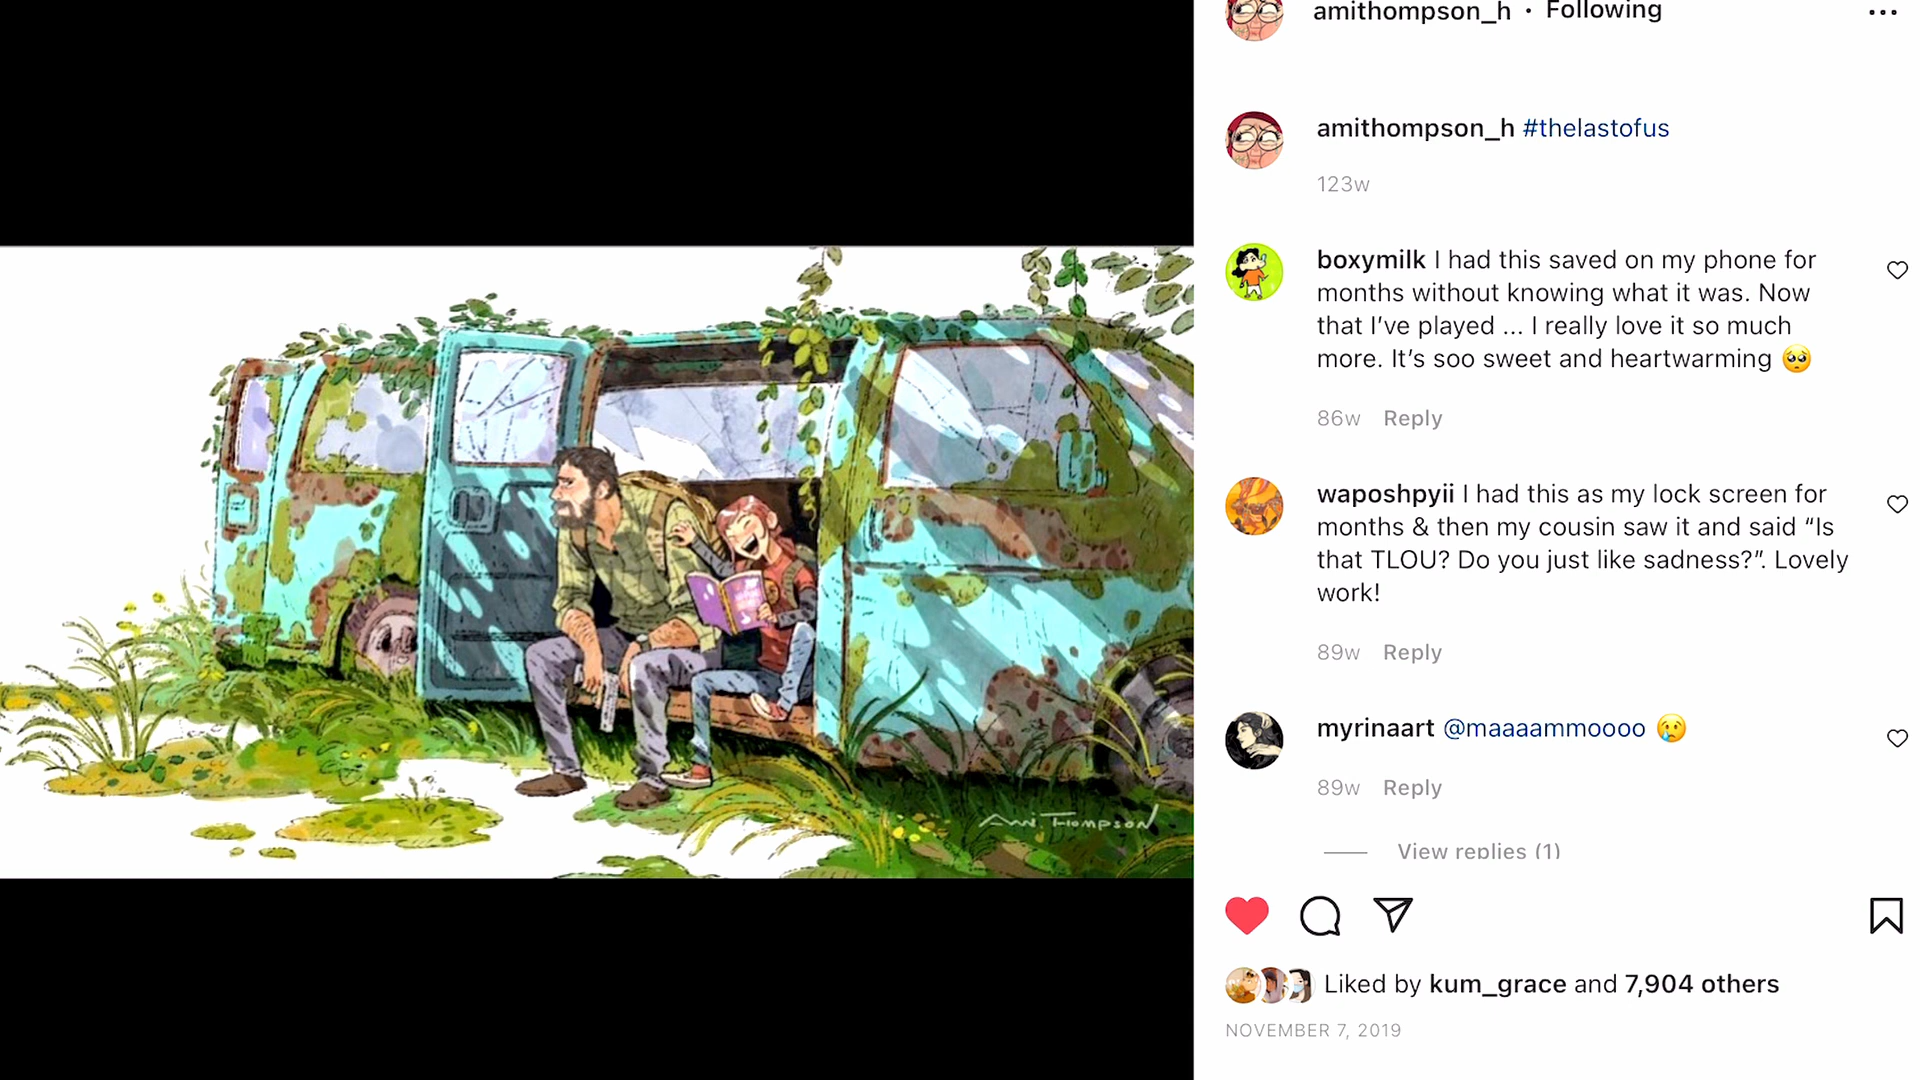 amithompson_h • Following
amithompson_h #thelastofus
123w
boxymilk I had this saved on my phone for
months without knowing what it was. Now
that I've played ... I really love it so much
more. It's soo sweet and heartwarming 🥺
86w Reply
waposhpyii I had this as my lock screen for
months & then my cousin saw it and said “Is
that TLOU? Do you just like sadness?”. Lovely
work!
89w Reply
myrinaart @maaaammoooo 😢
89w Reply
View replies (1)
Liked by kum_grace and 7,904 others
NOVEMBER 7, 2019
Ami Thompson